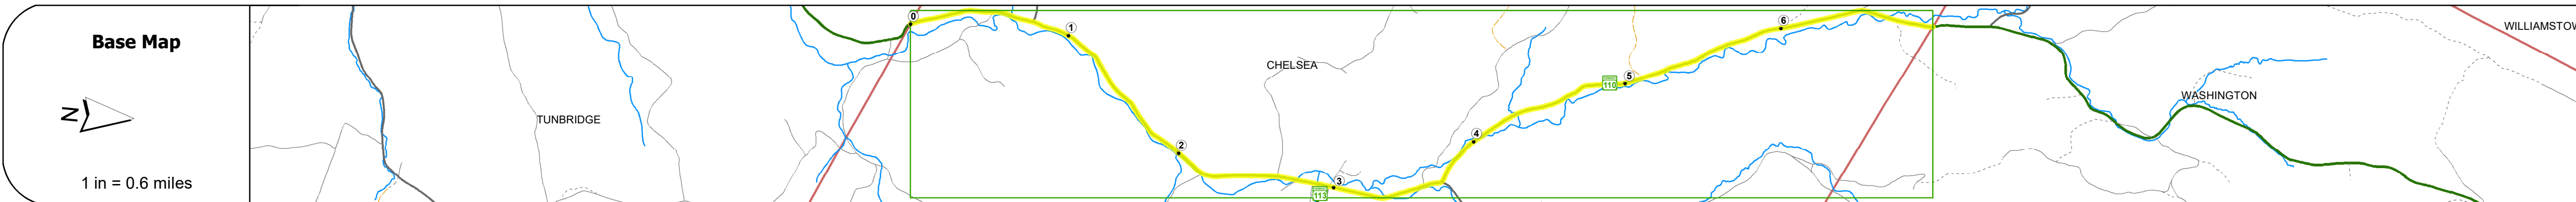 Base Map
N
1 in = 0.6 miles
TUNBRIDGE
0
1
2
CHELSEA
3
113
4
110
5
6
WASHINGTON
WILLIAMSTOW